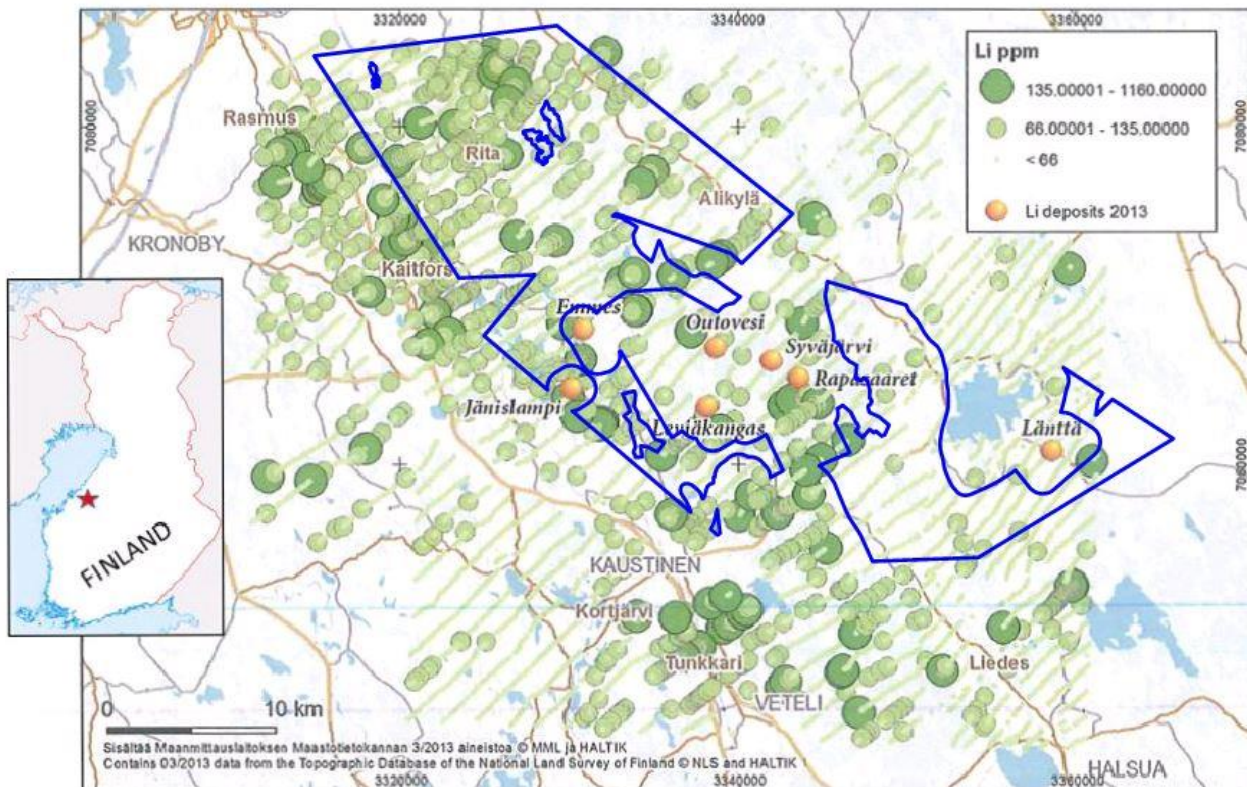 3320000
3340000
3360000
Li ppm
135.00001 - 1160.00000
66.00001 - 135.00000
< 66
Li deposits 2013
7080000
7080000
Rasmus
Rita
Alikylä
KRONOBY
Kaitfors
Emmes
Outovesi
Syväjärvi
Rapasaaret
Jänislampi
Leviäkangas
Länttä
7060000
7080000
FINLAND
KAUSTINEN
Kortjärvi
Tunkkari
Liedes
VETELI
0 10 km
Sisältää Maanmittauslaitoksen Maastotietokannan 3/2013 aineistoa © MML ja HALTIK
Contains 03/2013 data from the Topographic Database of the National Land Survey of Finland © NLS and HALTIK
3320000
3340000
3360000
HALSUA